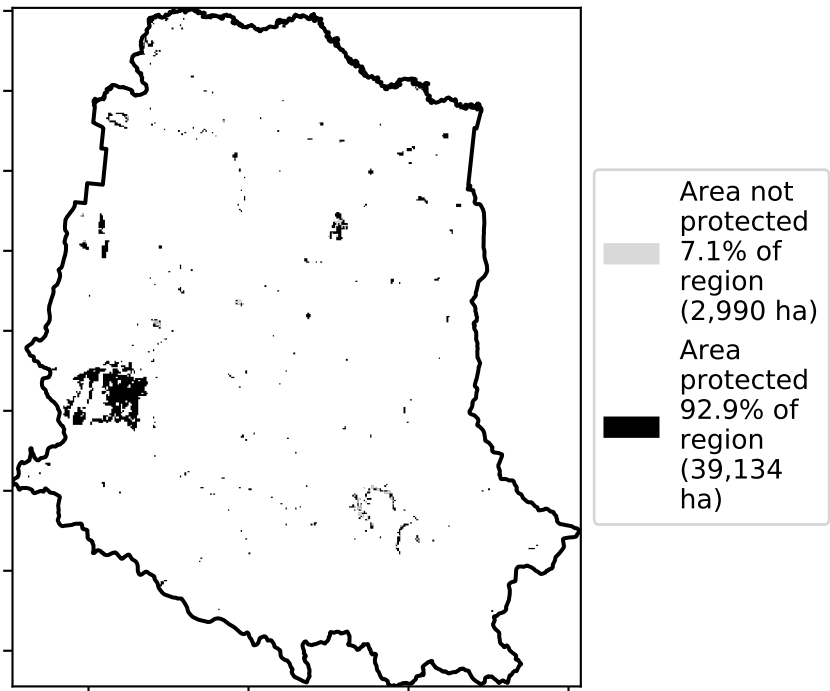 Area not
protected
7.1% of
region
(2,990 ha)
Area
protected
92.9% of
region
(39,134
ha)